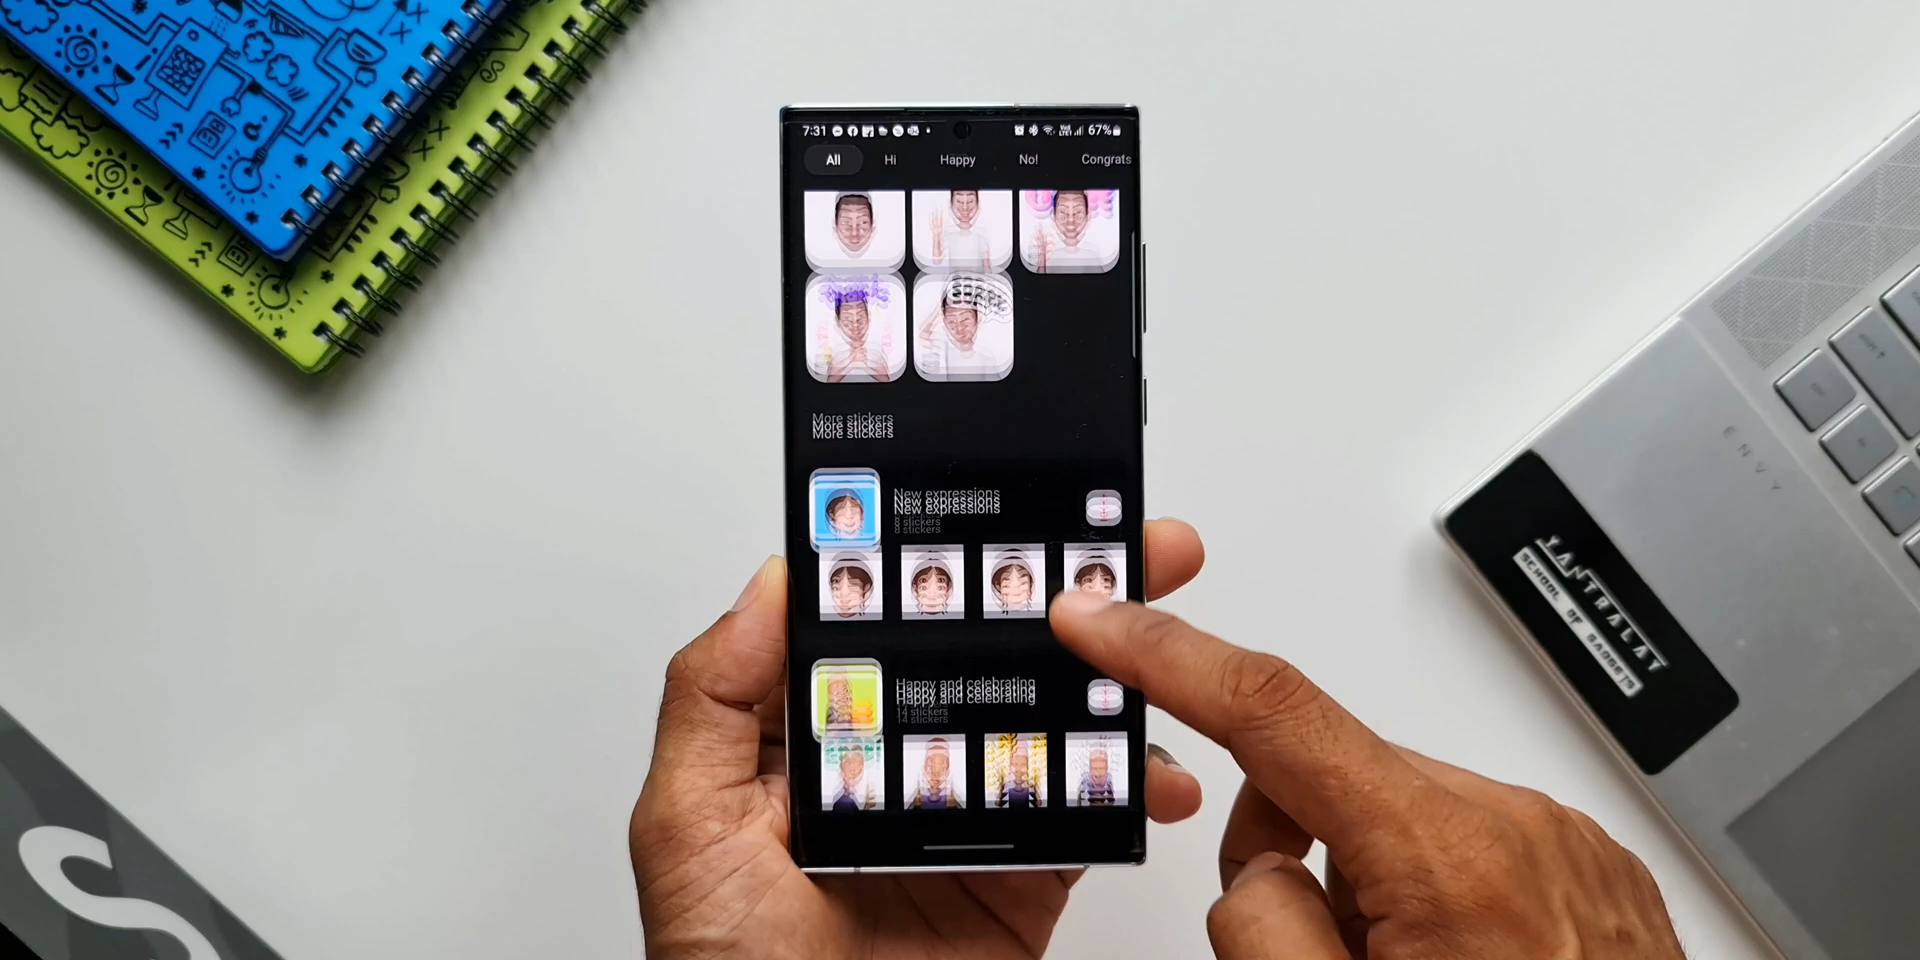 7:31
67%
All
Hi
Happy
No!
Congrats
More stickers
New expressions
8 stickers
Happy and celebrating
14 stickers
ENVY
YANTRALAY
SCHOOL OF GADGETS
S